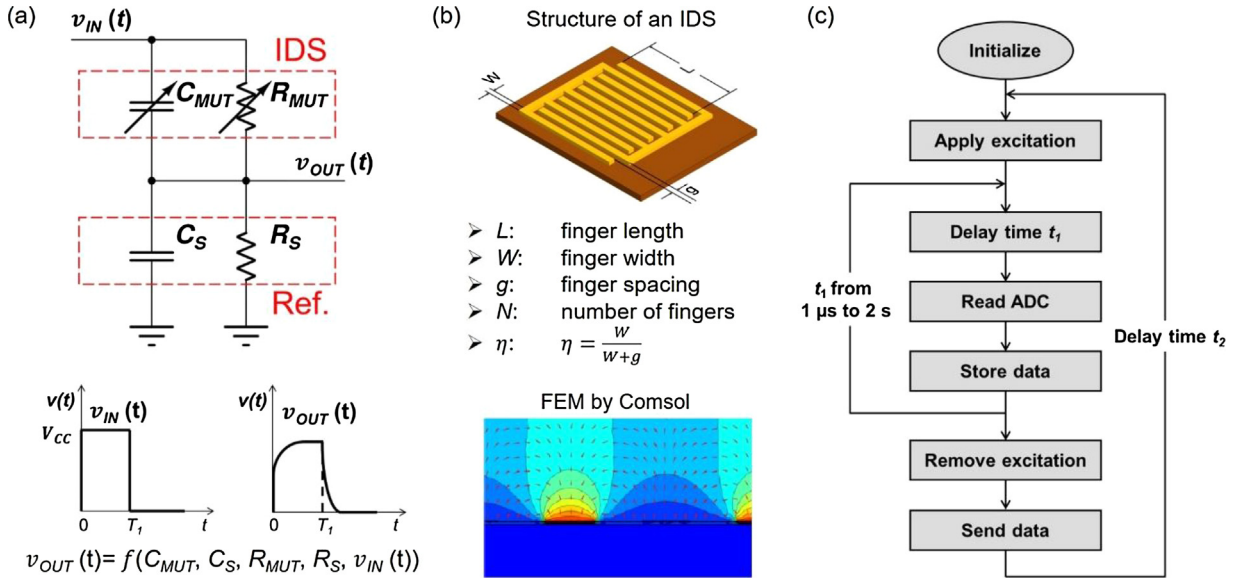 (a)
v_IN (t)
IDS
C_MUT
R_MUT
v_OUT (t)
C_S
R_S
Ref.
v(t)
v_IN (t)
V_CC
0
T_1
t
v(t)
v_OUT (t)
0
T_1
t
v_OUT (t)= f(C_MUT, C_S, R_MUT, R_S, v_IN (t))
(b)
Structure of an IDS
W
L
g
➢ L: finger length
➢ W: finger width
➢ g: finger spacing
➢ N: number of fingers
➢ η: η = W/(W+g)
FEM by Comsol
(c)
Initialize
Apply excitation
Delay time t_1
t_1 from
1 µs to 2 s
Read ADC
Delay time t_2
Store data
Remove excitation
Send data